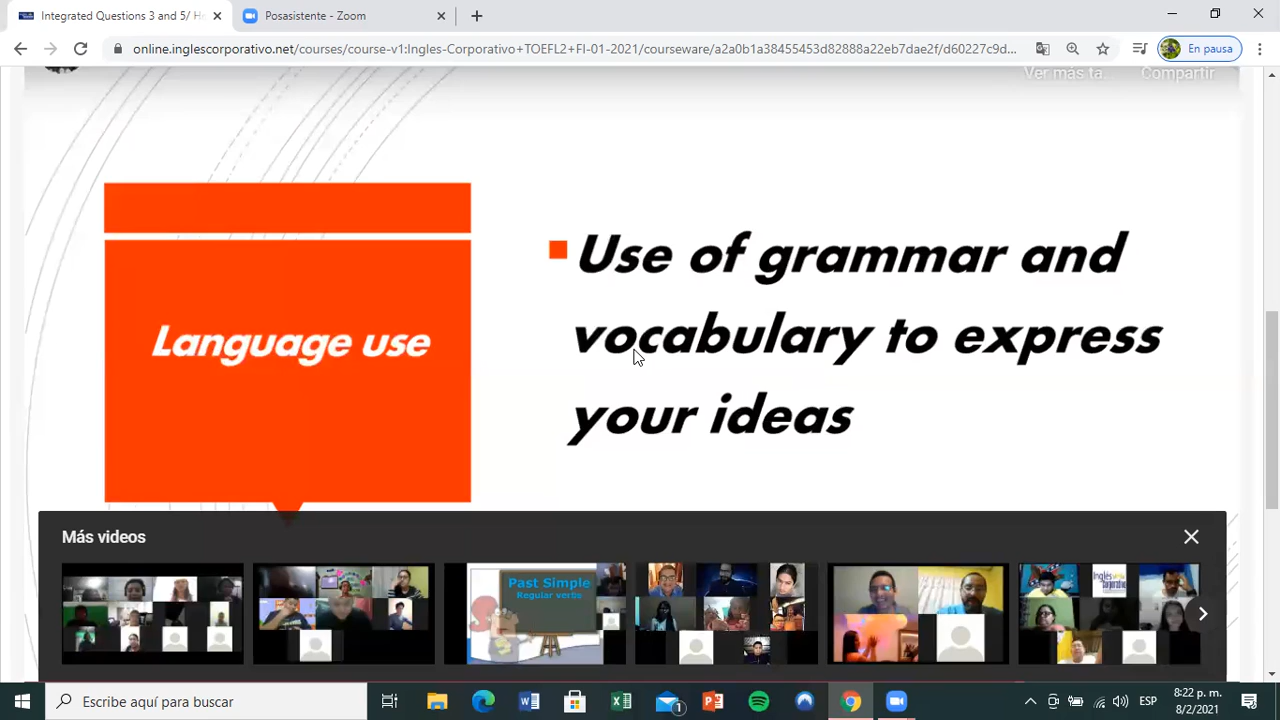 Integrated Questions 3 and 5/ H
Posasistente - Zoom
online.inglescorporativo.net/courses/course-v1:Ingles-Corporativo+TOEFL2+FI-01-2021/courseware/a2a001a38455453d82888a22eb7dae2f/d60227c9d...
En pausa
Ver más ta...
Compartir
Language use
Use of grammar and
vocabulary to express
your ideas
Más videos
Past Simple
Regular verbs
Escribe aquí para buscar
1
ESP
8:22 p. m.
8/2/2021